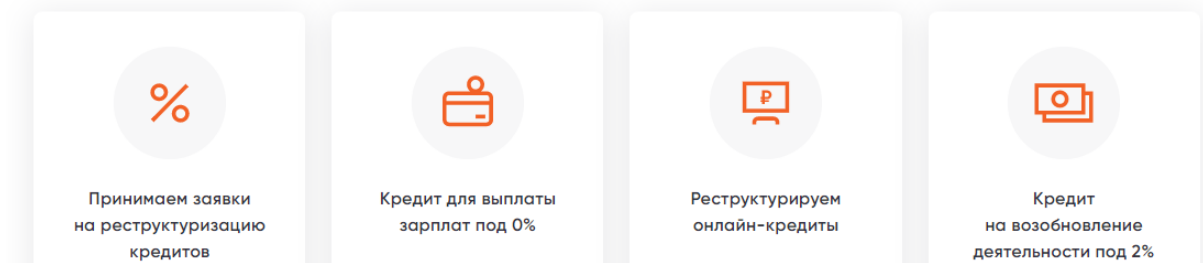 Принимаем заявки
на реструктуризацию
кредитов
Кредит для выплаты
зарплат под 0%
Реструктурируем
онлайн-кредиты
Кредит
на возобновление
деятельности под 2%